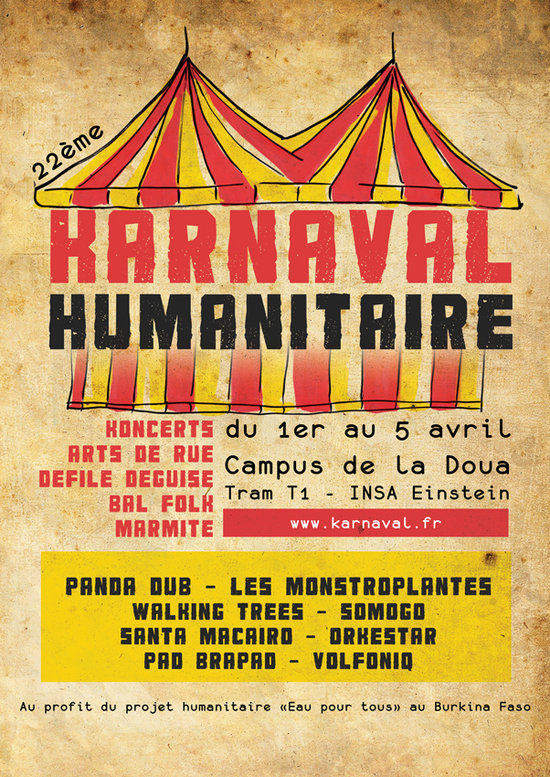 22ème
KARNAVAL
HUMANITAIRE
KONCERTS
ARTS DE RUE
DEFILE DEGUISE
BAL FOLK
MARMITE
du 1er au 5 avril
Campus de la Doua
Tram T1 - INSA Einstein
www.karnaval.fr
PANDA DUB - LES MONSTROPLANTES
WALKING TREES - SOMOGO
SANTA MACAIRO - ORKESTAR
PAD BRAPAD - VOLFONIQ
Au profit du projet humanitaire «Eau pour tous» au Burkina Faso